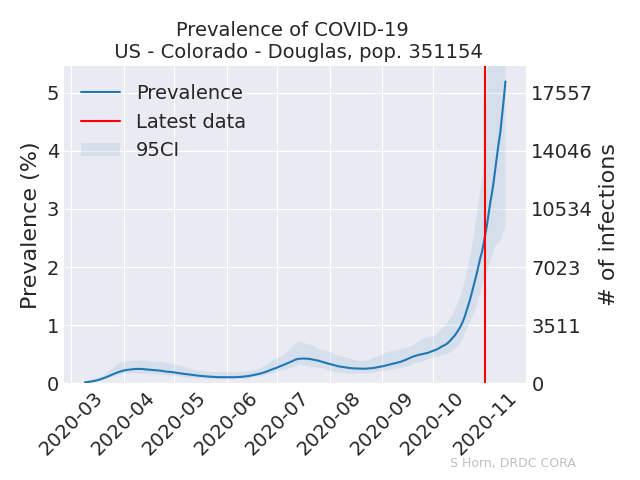 Prevalence of COVID-19
US - Colorado - Douglas, pop. 351154
Prevalence
Latest data
95CI
Prevalence (%)
5
4
3
2
1
0
17557
14046
10534
7023
3511
0
# of infections
2020-03
2020-04
2020-05
2020-06
2020-07
2020-08
2020-09
2020-10
2020-11
S Horn, DRDC CORA